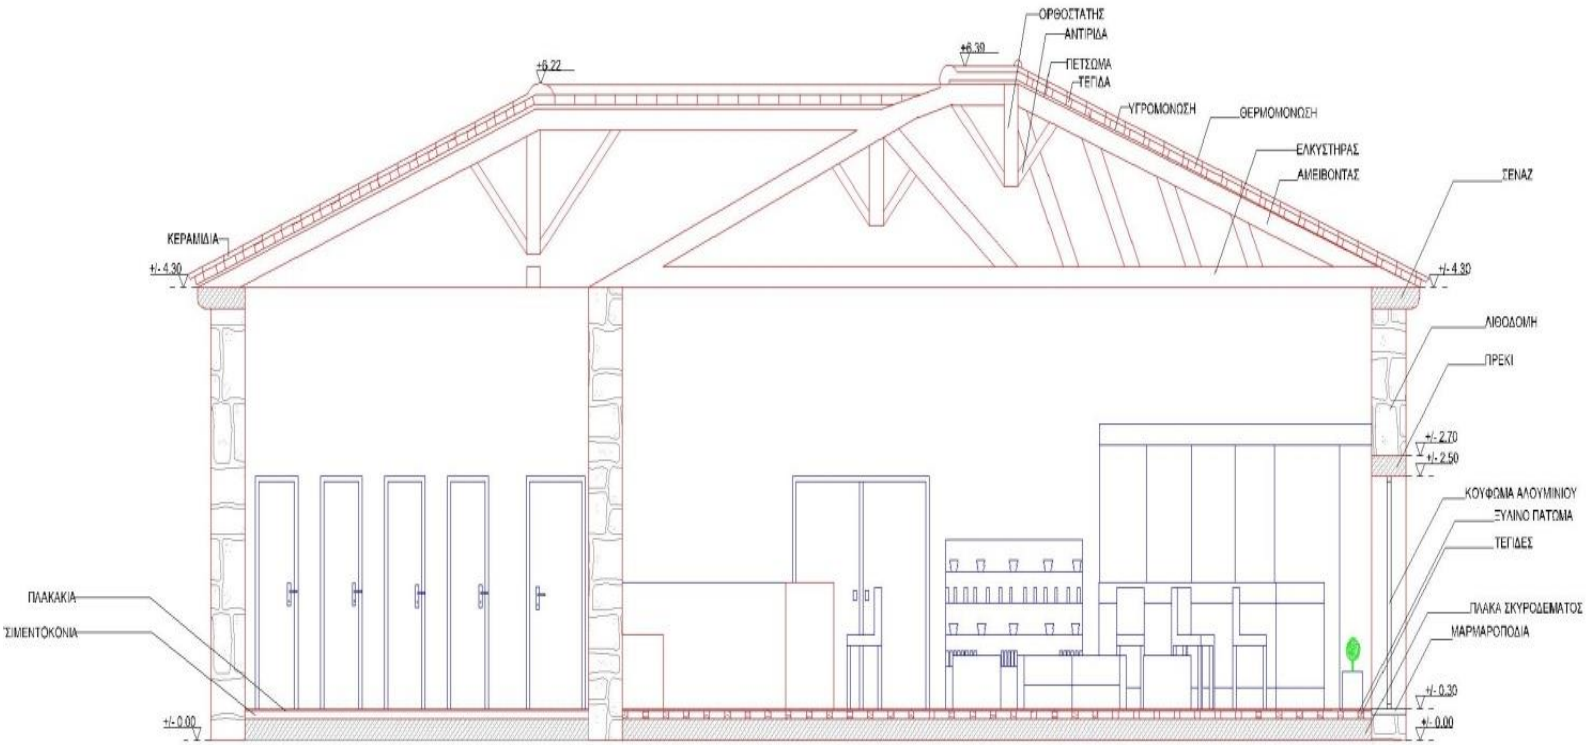 ΟΡΘΟΣΤΑΤΗΣ
ΑΝΤΙΡΙΔΑ
+6.39
+6.22
ΠΕΤΣΩΜΑ
ΤΕΓΙΔΑ
ΥΓΡΟΜΟΝΩΣΗ
ΘΕΡΜΟΜΟΝΩΣΗ
ΕΛΚΥΣΤΗΡΑΣ
ΑΜΕΙΒΟΝΤΑΣ
ΣΕΝΑΖ
ΚΕΡΑΜΙΔΙΑ
+/- 4.30
+/- 4.30
ΛΙΘΟΔΟΜΗ
ΠΡΕΚΙ
+/- 2.70
+/- 2.50
ΚΟΥΦΩΜΑ ΑΛΟΥΜΙΝΙΟΥ
ΞΥΛΙΝΟ ΠΑΤΩΜΑ
ΤΕΓΙΔΕΣ
ΠΛΑΚΑΚΙΑ
ΠΛΑΚΑ ΣΚΥΡΟΔΕΜΑΤΟΣ
ΤΣΙΜΕΝΤΟΚΟΝΙΑ
ΜΑΡΜΑΡΟΠΟΔΙΑ
+/- 0.30
+/- 0.00
+/- 0.00